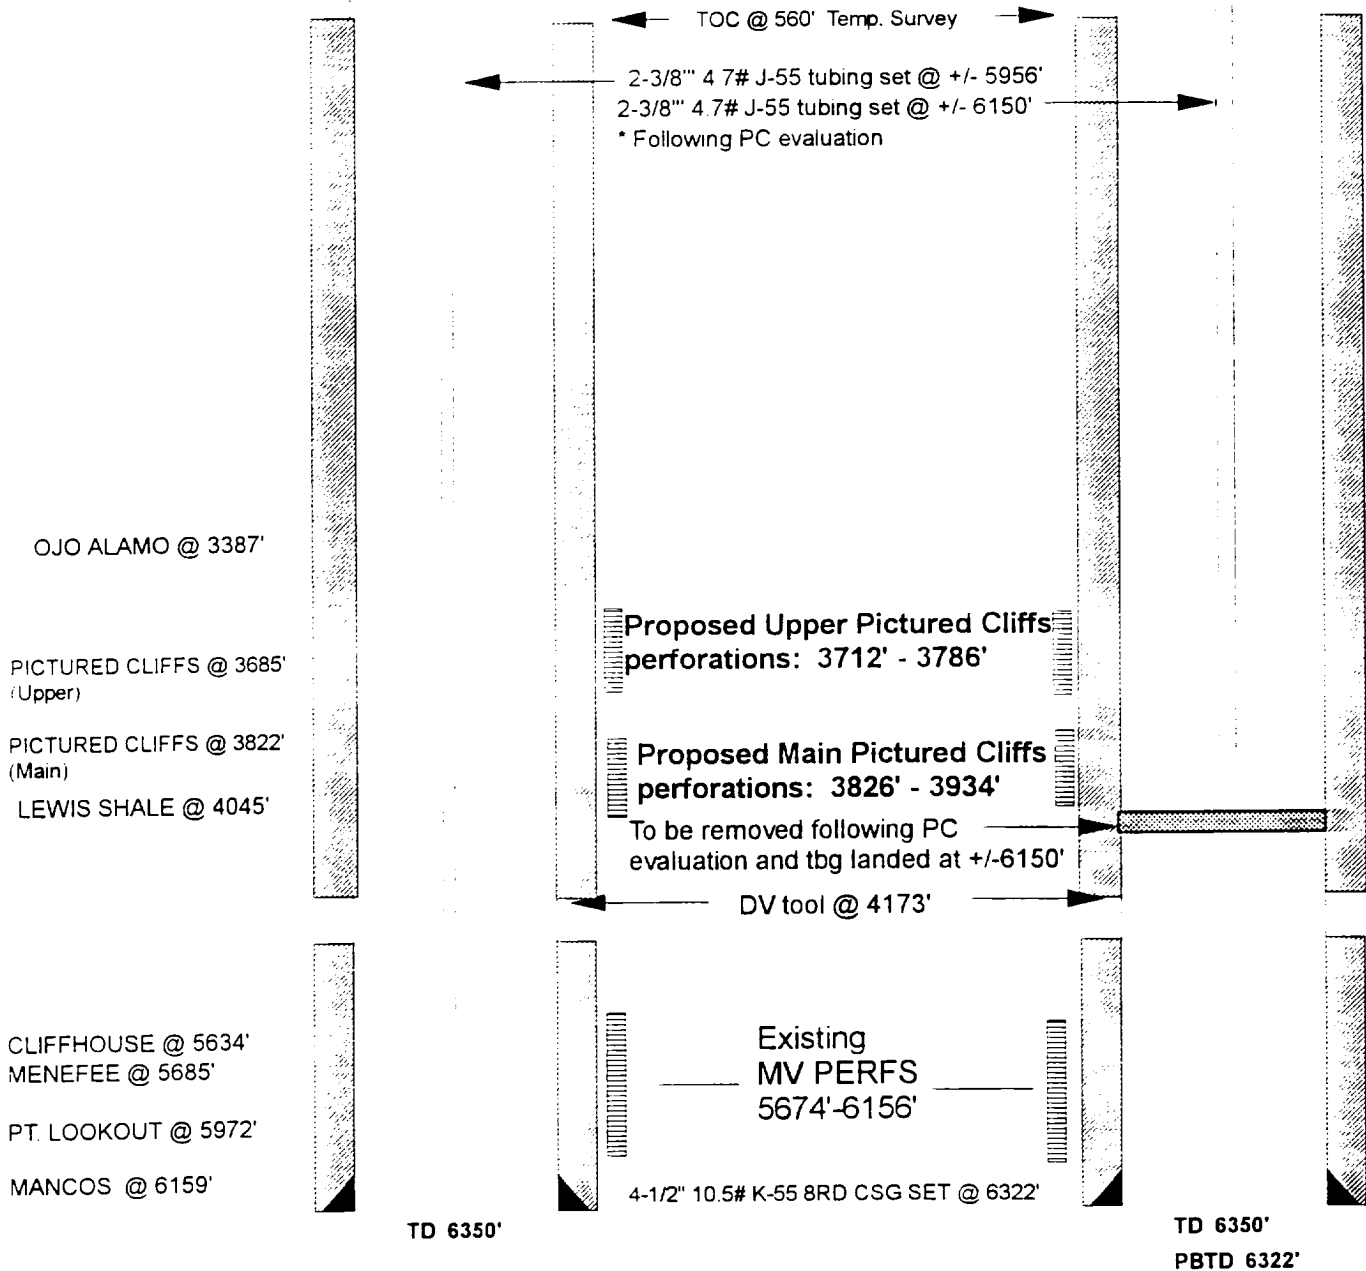 TOC @ 560' Temp. Survey
2-3/8"' 4 7# J-55 tubing set @ +/- 5956'
2-3/8"' 4.7# J-55 tubing set @ +/- 6150'
* Following PC evaluation
OJO ALAMO @ 3387'
Proposed Upper Pictured Cliffs
perforations: 3712' - 3786'
PICTURED CLIFFS @ 3685'
(Upper)
PICTURED CLIFFS @ 3822'
(Main)
Proposed Main Pictured Cliffs
perforations: 3826' - 3934'
LEWIS SHALE @ 4045'
To be removed following PC
evaluation and tbg landed at +/-6150'
DV tool @ 4173'
CLIFFHOUSE @ 5634'
MENEFEE @ 5685'
Existing
MV PERFS
5674'-6156'
PT. LOOKOUT @ 5972'
MANCOS @ 6159'
4-1/2" 10.5# K-55 8RD CSG SET @ 6322'
TD 6350'
TD 6350'
PBTD 6322'